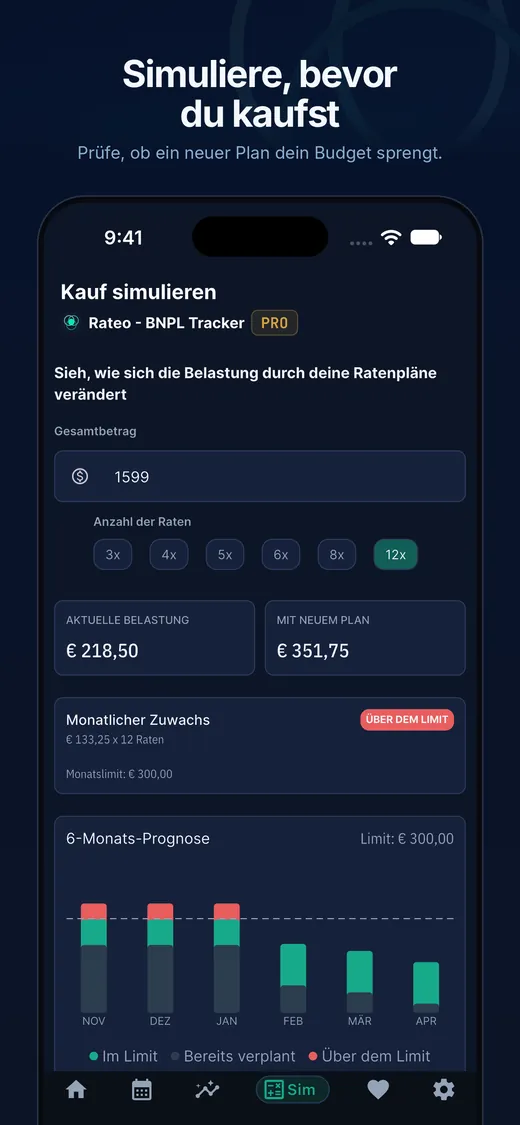 Simuliere, bevor
du kaufst
Prüfe, ob ein neuer Plan dein Budget sprengt.
9:41
Kauf simulieren
Rateo - BNPL Tracker PRO
Sieh, wie sich die Belastung durch deine Ratenpläne
verändert
Gesamtbetrag
1599
Anzahl der Raten
3x 4x 5x 6x 8x 12x
AKTUELLE BELASTUNG MIT NEUEM PLAN
€ 218,50 € 351,75
Monatlicher Zuwachs ÜBER DEM LIMIT
€ 133,25 x 12 Raten
Monatslimit: € 300,00
6-Monats-Prognose Limit: € 300,00
NOV DEZ JAN FEB MÄR APR
Im Limit Bereits verplant Über dem Limit
Sim